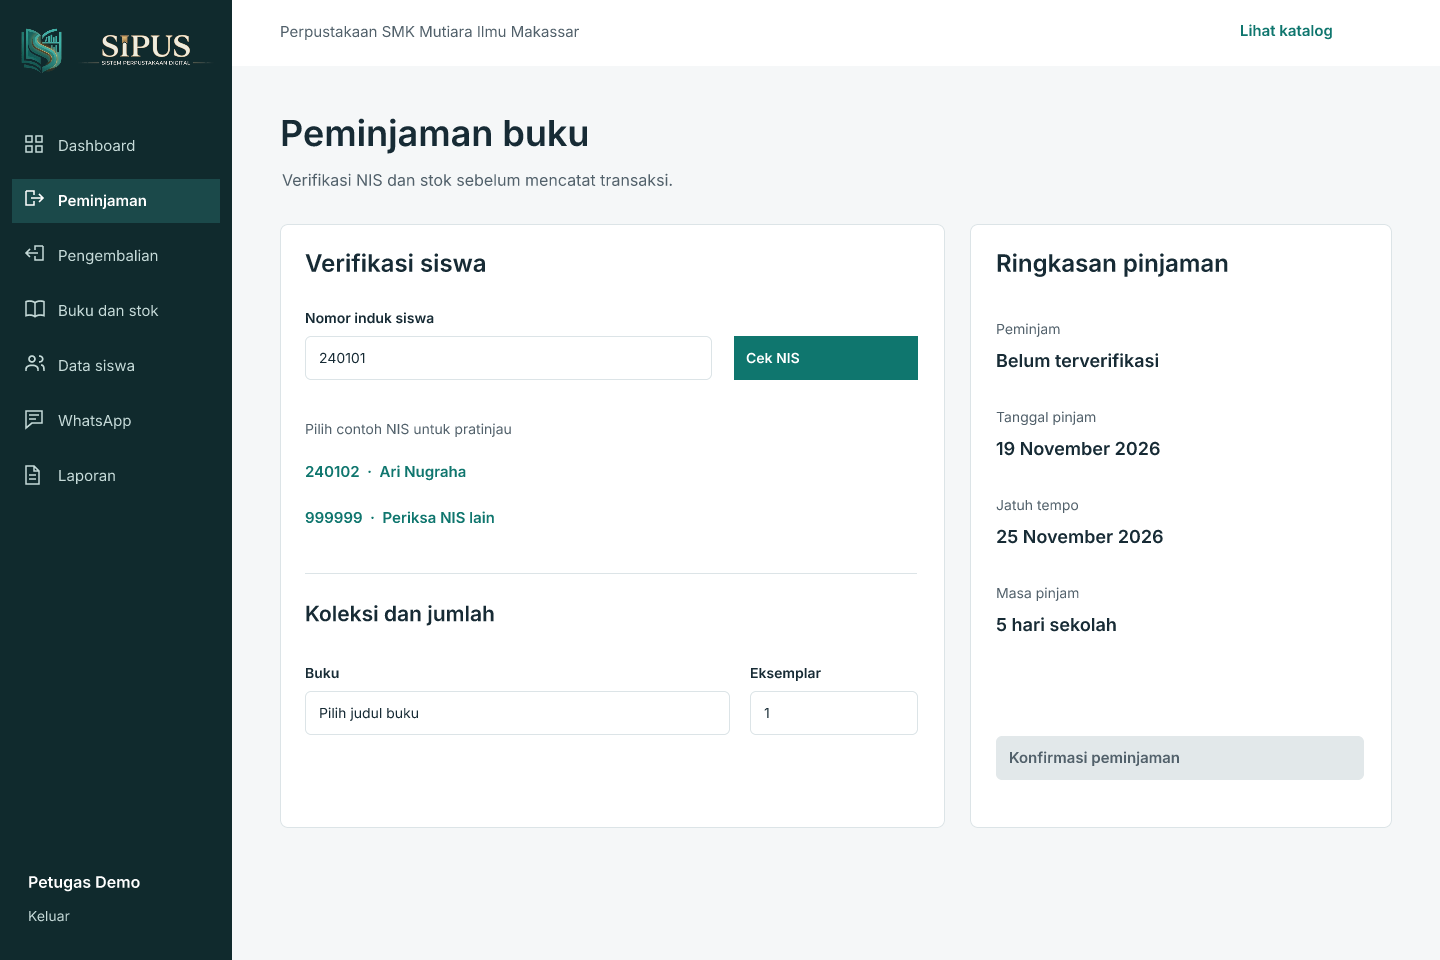 SIPUS
SISTEM PERPUSTAKAAN DIGITAL
Dashboard
Peminjaman
Pengembalian
Buku dan stok
Data siswa
WhatsApp
Laporan
Petugas Demo
Keluar
Perpustakaan SMK Mutiara Ilmu Makassar
Lihat katalog
Peminjaman buku
Verifikasi NIS dan stok sebelum mencatat transaksi.
Verifikasi siswa
Nomor induk siswa
240101
Cek NIS
Pilih contoh NIS untuk pratinjau
240102 · Ari Nugraha
999999 · Periksa NIS lain
Koleksi dan jumlah
Buku
Eksemplar
Pilih judul buku
1
Ringkasan pinjaman
Peminjam
Belum terverifikasi
Tanggal pinjam
19 November 2026
Jatuh tempo
25 November 2026
Masa pinjam
5 hari sekolah
Konfirmasi peminjaman